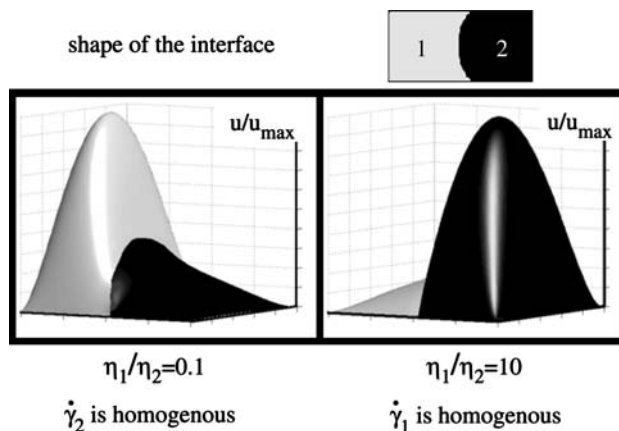 shape of the interface
1 2
u/u_max u/u_max
η₁/η₂=0.1 η₁/η₂=10
γ̇₂ is homogenous γ̇₁ is homogenous